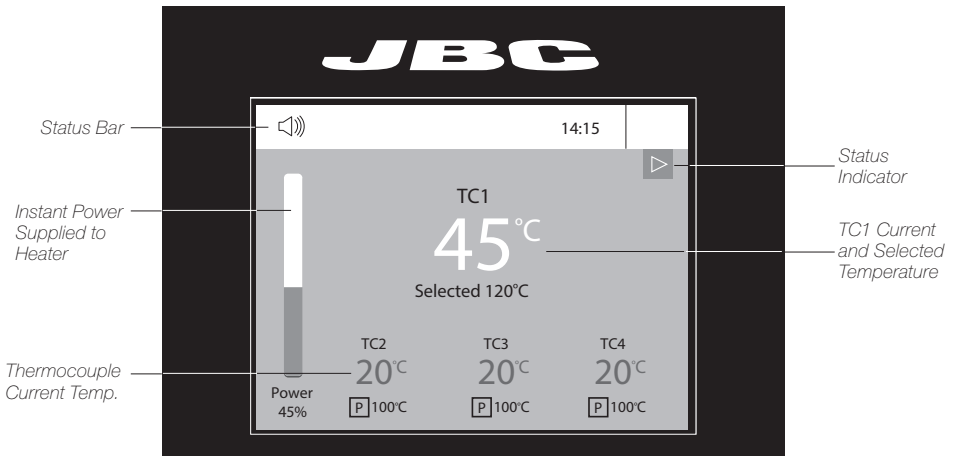 JBC
Status Bar
14:15
Status
Indicator
Instant Power
Supplied to
Heater
TC1
45°C
Selected 120°C
TC1 Current
and Selected
Temperature
Thermocouple
Current Temp.
Power
45%
TC2
20°C
P 100°C
TC3
20°C
P 100°C
TC4
20°C
P 100°C